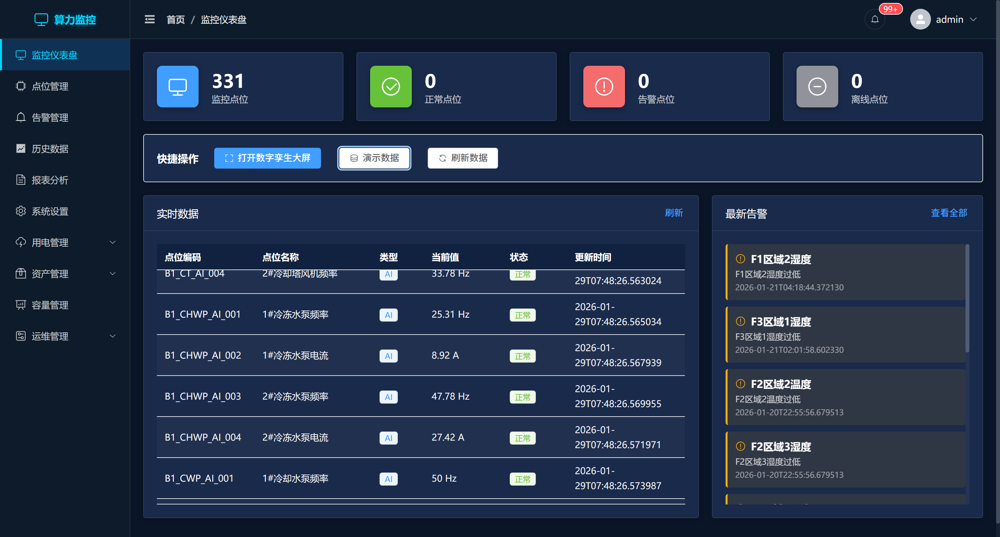 算力监控
首页 / 监控仪表盘
99+
admin
监控仪表盘
点位管理
告警管理
历史数据
报表分析
系统设置
用电管理
资产管理
容量管理
运维管理
331
监控点位
0
正常点位
0
告警点位
0
离线点位
快捷操作
打开数字孪生大屏
演示数据
刷新数据
实时数据
刷新
点位编码 点位名称 类型 当前值 状态 更新时间
B1_CT_AI_004 2#冷却塔风机频率 AI 33.78 Hz 正常 29T07:48:26.563024
B1_CHWP_AI_001 1#冷冻水泵频率 AI 25.31 Hz 正常 2026-01-
29T07:48:26.565034
B1_CHWP_AI_002 1#冷冻水泵电流 AI 8.92 A 正常 2026-01-
29T07:48:26.567939
B1_CHWP_AI_003 2#冷冻水泵频率 AI 47.78 Hz 正常 2026-01-
29T07:48:26.569955
B1_CHWP_AI_004 2#冷冻水泵电流 AI 27.42 A 正常 2026-01-
29T07:48:26.571971
B1_CWP_AI_001 1#冷却水泵频率 AI 50 Hz 正常 2026-01-
29T07:48:26.573987
最新告警
查看全部
F1区域2湿度
F1区域2湿度过低
2026-01-21T04:18:44.372130
F3区域1湿度
F3区域1湿度过低
2026-01-21T02:01:58.602330
F2区域2温度
F2区域2温度过低
2026-01-20T22:55:56.679513
F2区域3湿度
F2区域3湿度过低
2026-01-20T22:55:56.679513